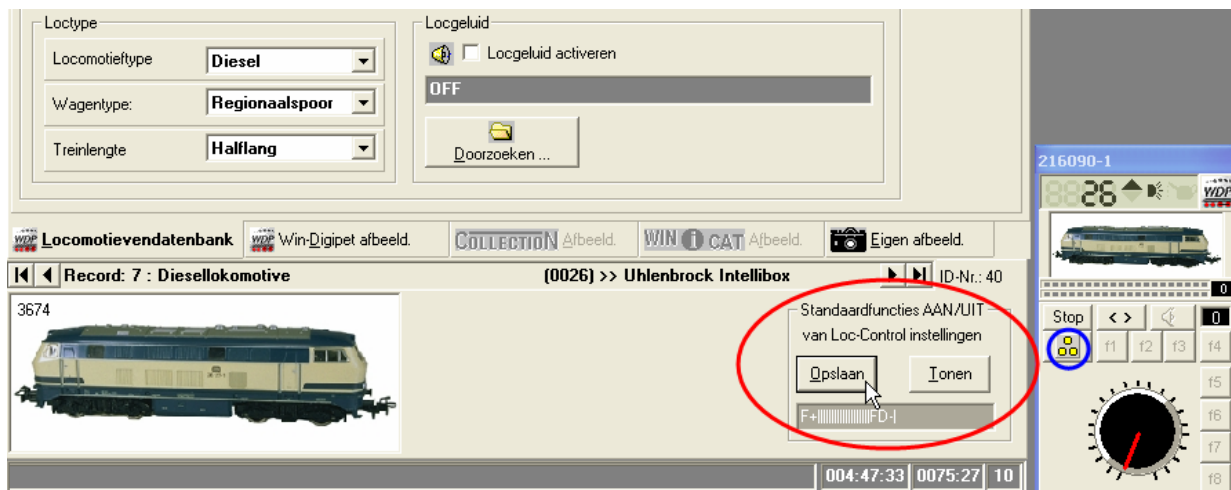 Loctype
Locomotieftype Diesel
Wagentype: Regionaalspoor
Treinlengte Halflang
Locgeluid
Locgeluid activeren
OFF
Doorzoeken ...
WDP Locomotievendatenbank WDP Win-Digipet afbeeld. COLLECTION Afbeeld. WIN i CAT Afbeeld. Eigen afbeeld.
Record: 7 : Diesellokomotive (0026) >> Uhlenbrock Intellibox ID-Nr.: 40
3674
Standaardfuncties AAN/UIT
van Loc-Control instellingen
Opslaan Tonen
F+||||||||||||||||||FD-|
004:47:33 0075:27 10
216090-1
26 WDP
0
Stop < > 0
f1 f2 f3 f4
f5
f6
f7
f8